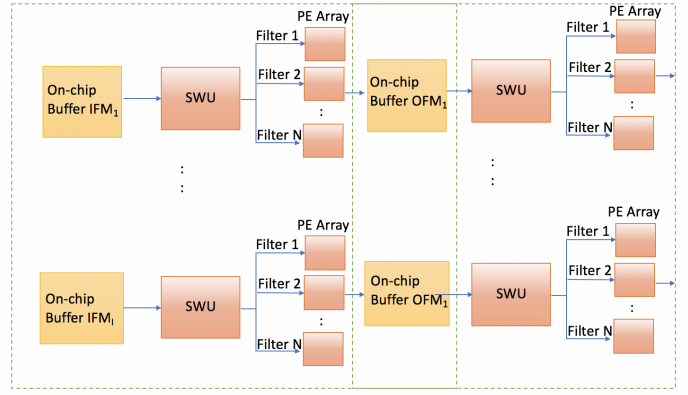 PE Array
Filter 1
Filter 2
:
Filter N
On-chip
Buffer IFM1
SWU
On-chip
Buffer OFM1
SWU
PE Array
Filter 1
Filter 2
:
Filter N
:
:
:
:
PE Array
Filter 1
Filter 2
:
Filter N
On-chip
Buffer IFMI
SWU
On-chip
Buffer OFM1
SWU
PE Array
Filter 1
Filter 2
:
Filter N